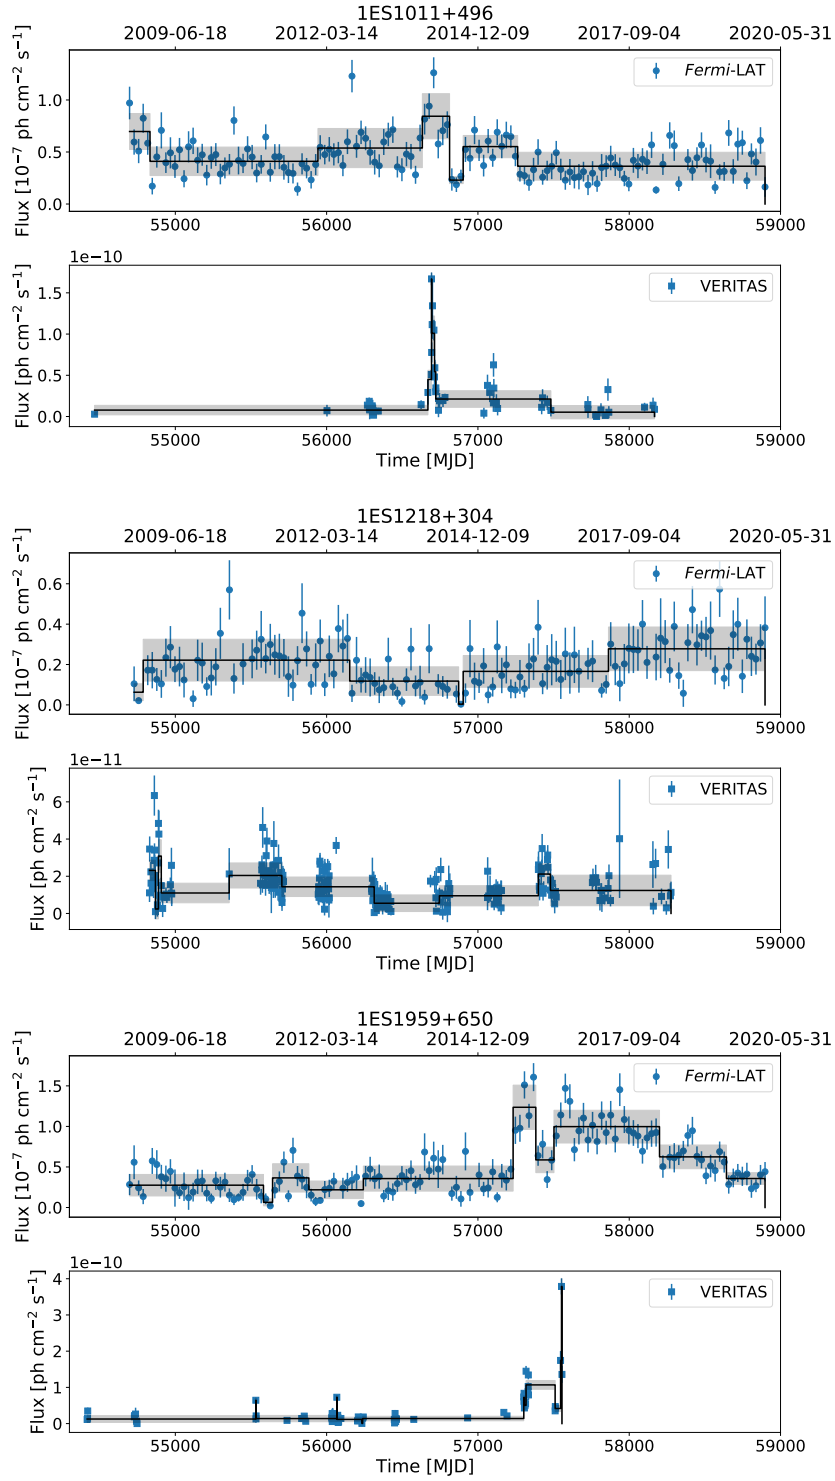 1ES1011+496
2009-06-18 2012-03-14 2014-12-09 2017-09-04 2020-05-31
Flux [10⁻⁷ ph cm⁻² s⁻¹]
1.0
0.5
0.0
Fermi-LAT
55000 56000 57000 58000 59000
1e−10
Flux [ph cm⁻² s⁻¹]
1.5
1.0
0.5
0.0
VERITAS
55000 56000 57000 58000 59000
Time [MJD]
1ES1218+304
2009-06-18 2012-03-14 2014-12-09 2017-09-04 2020-05-31
Flux [10⁻⁷ ph cm⁻² s⁻¹]
0.6
0.4
0.2
0.0
Fermi-LAT
55000 56000 57000 58000 59000
1e−11
Flux [ph cm⁻² s⁻¹]
6
4
2
0
VERITAS
55000 56000 57000 58000 59000
Time [MJD]
1ES1959+650
2009-06-18 2012-03-14 2014-12-09 2017-09-04 2020-05-31
Flux [10⁻⁷ ph cm⁻² s⁻¹]
1.5
1.0
0.5
0.0
Fermi-LAT
55000 56000 57000 58000 59000
1e−10
Flux [ph cm⁻² s⁻¹]
4
3
2
1
0
VERITAS
55000 56000 57000 58000 59000
Time [MJD]